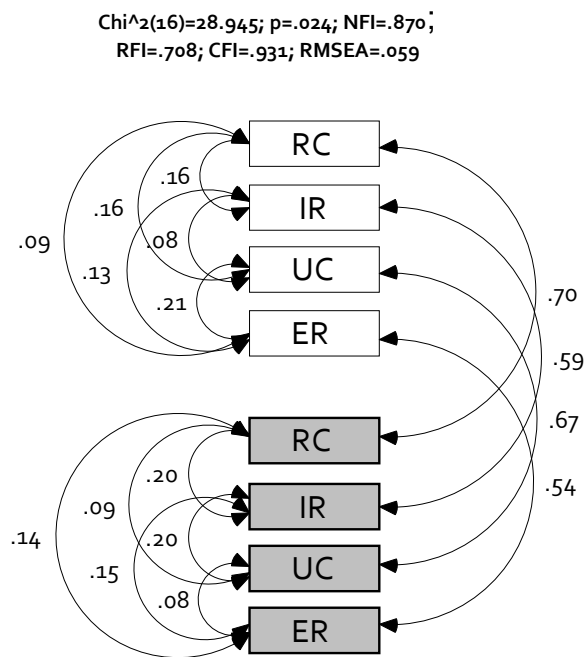 Chi^2(16)=28.945; p=.024; NFI=.870;
RFI=.708; CFI=.931; RMSEA=.059
RC
.16
IR
.16
.08
.09
UC
.13
.70
.21
ER
.59
.67
RC
.20
.54
.09
IR
.14
.20
.15
UC
.08
ER